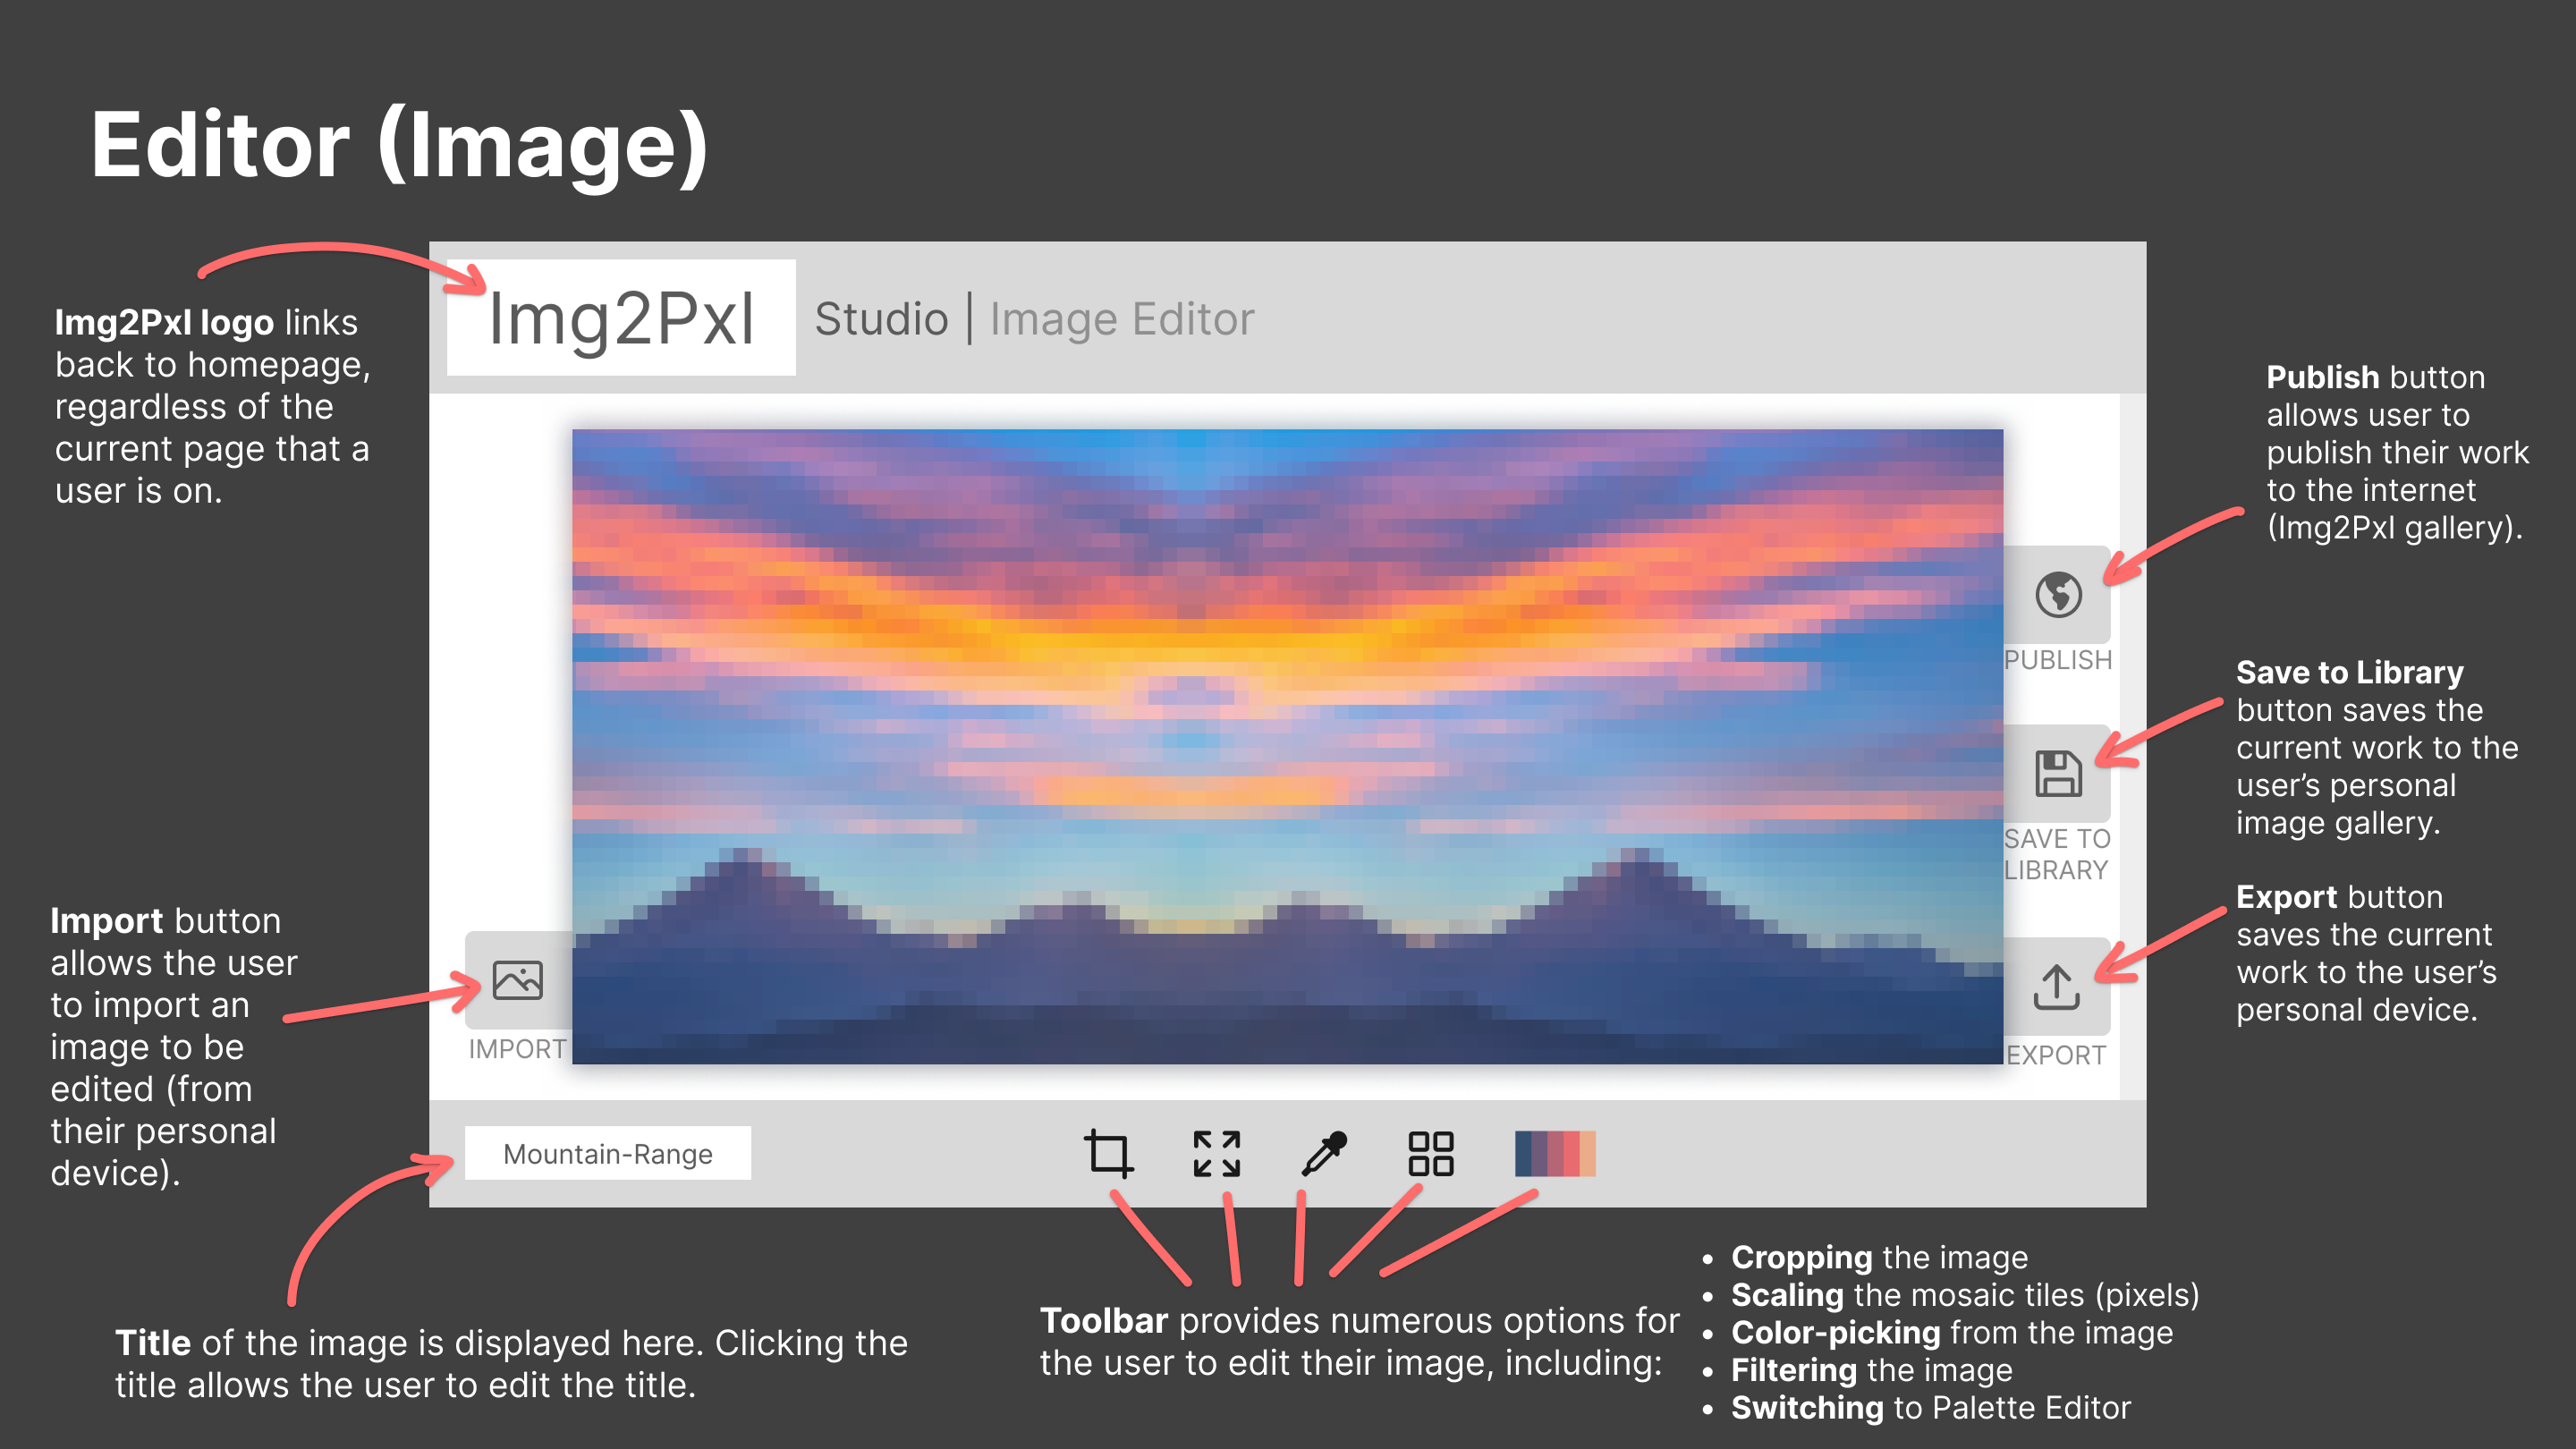 Editor (Image)
Img2Pxl
Studio | Image Editor
Img2Pxl logo links
back to homepage,
regardless of the
current page that a
user is on.
Publish button
allows user to
publish their work
to the internet
(Img2Pxl gallery).
PUBLISH
Save to Library
button saves the
current work to the
user’s personal
image gallery.
SAVE TO
LIBRARY
Export button
saves the current
work to the user’s
personal device.
EXPORT
Import button
allows the user
to import an
image to be
edited (from
their personal
device).
IMPORT
Mountain-Range
Title of the image is displayed here. Clicking the
title allows the user to edit the title.
Toolbar provides numerous options for
the user to edit their image, including:
• Cropping the image
• Scaling the mosaic tiles (pixels)
• Color-picking from the image
• Filtering the image
• Switching to Palette Editor